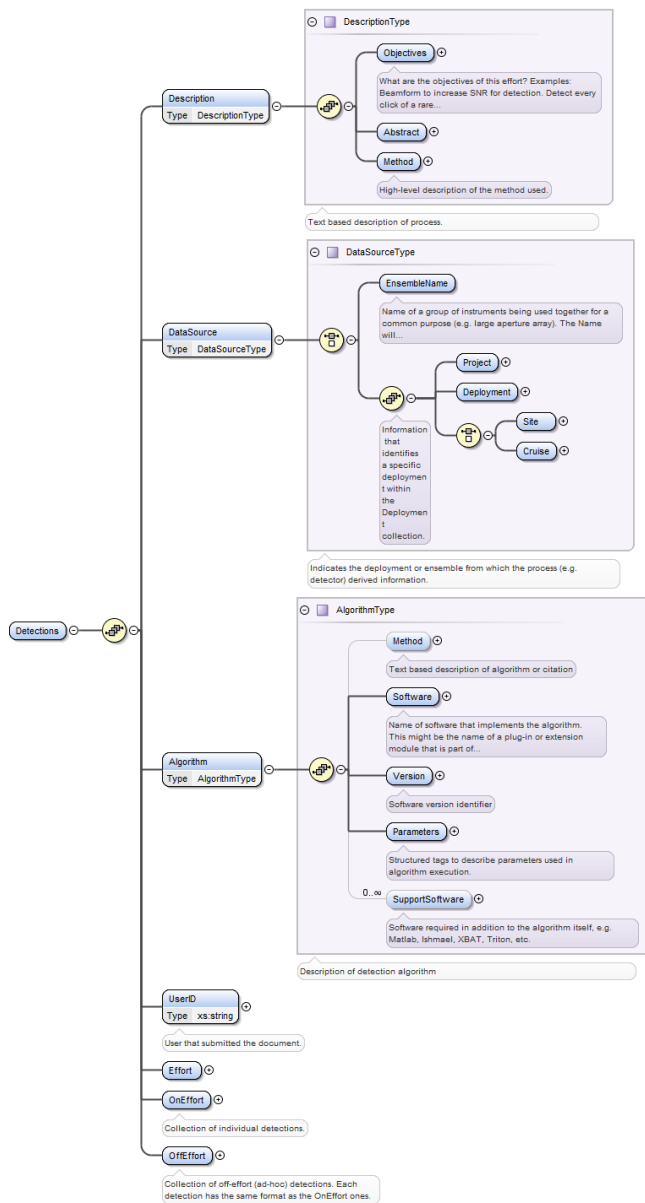 DescriptionType
Objectives
What are the objectives of this effort? Examples:
Beamform to increase SNR for detection. Detect every
click of a rare...
Description
Type DescriptionType
Abstract
Method
High-level description of the method used.
Text based description of process.
DataSourceType
EnsembleName
Name of a group of instruments being used together for a
common purpose (e.g. large aperture array). The Name
will...
DataSource
Type DataSourceType
Project
Deployment
Information
that
identifies
a specific
deploymen
t within
the
Deploymen
t
collection.
Site
Cruise
Indicates the deployment or ensemble from which the process (e.g.
detector) derived information.
Detections
AlgorithmType
Method
Text based description of algorithm or citation
Software
Name of software that implements the algorithm.
This might be the name of a plug-in or extension
module that is part of...
Algorithm
Type AlgorithmType
Version
Software version identifier
Parameters
Structured tags to describe parameters used in
algorithm execution.
0..∞
SupportSoftware
Software required in addition to the algorithm itself, e.g.
Matlab, Ishmael, XBAT, Triton, etc.
Description of detection algorithm
UserID
Type xs:string
User that submitted the document.
Effort
OnEffort
Collection of individual detections.
OffEffort
Collection of off-effort (ad-hoc) detections. Each
detection has the same format as the OnEffort ones.